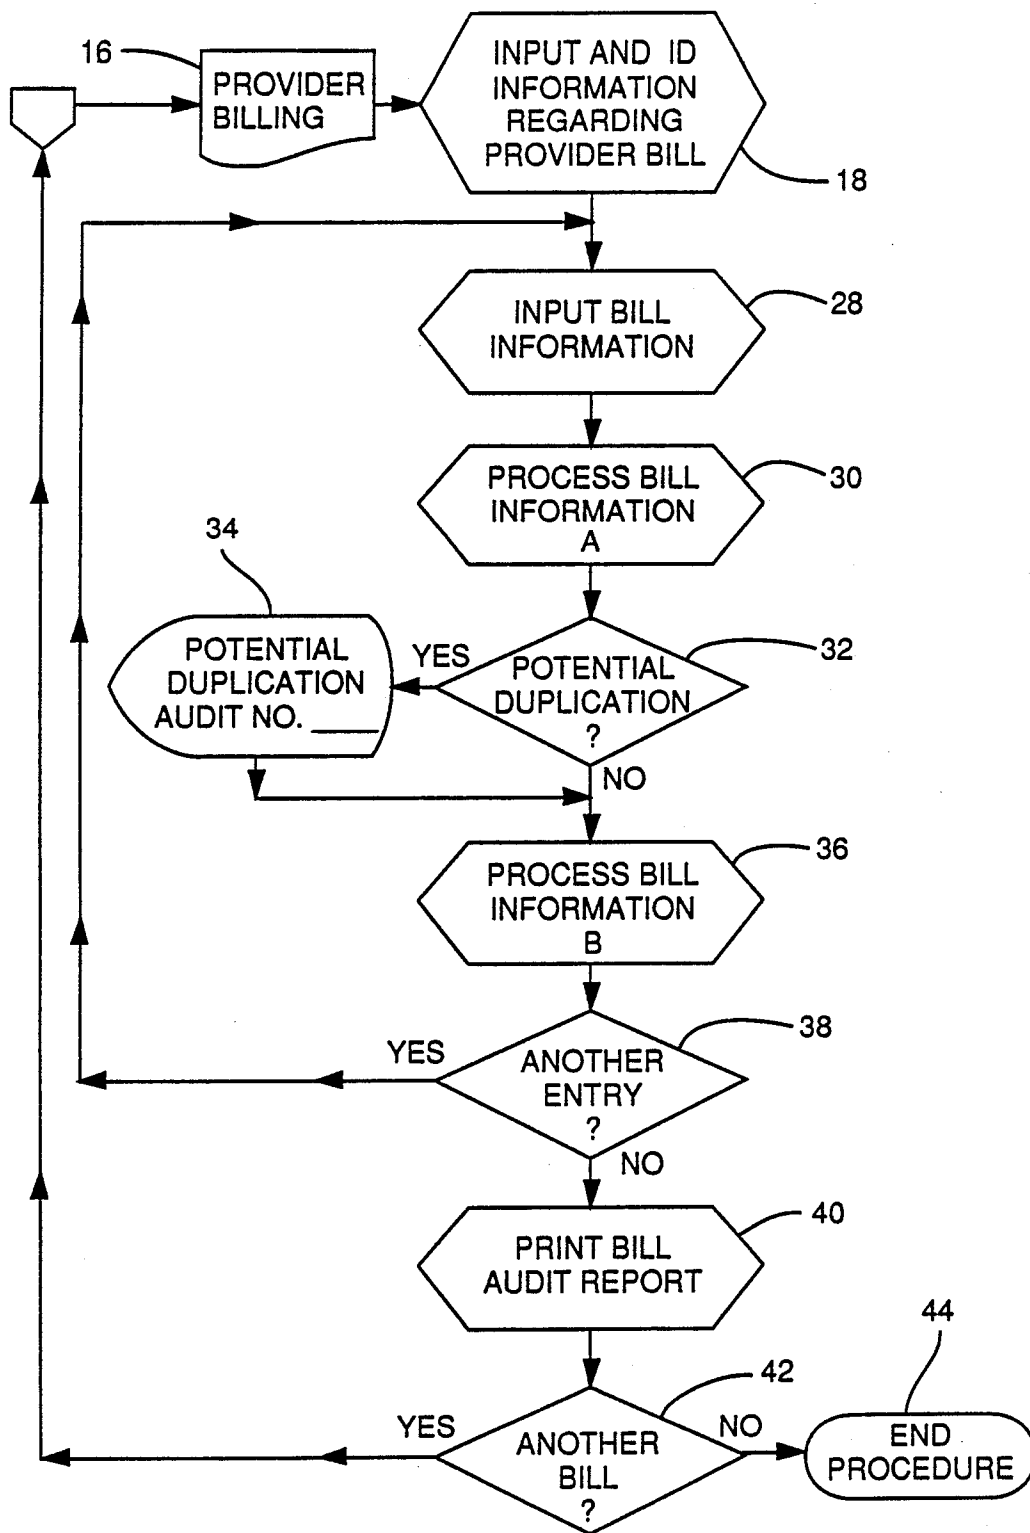 16
PROVIDER
BILLING
INPUT AND ID
INFORMATION
REGARDING
PROVIDER BILL
18
INPUT BILL
INFORMATION
28
PROCESS BILL
INFORMATION
A
30
34
POTENTIAL
DUPLICATION
AUDIT NO. ____
YES
POTENTIAL
DUPLICATION
?
32
NO
PROCESS BILL
INFORMATION
B
36
YES
ANOTHER
ENTRY
?
38
NO
PRINT BILL
AUDIT REPORT
40
YES
ANOTHER
BILL
?
42
NO
44
END
PROCEDURE